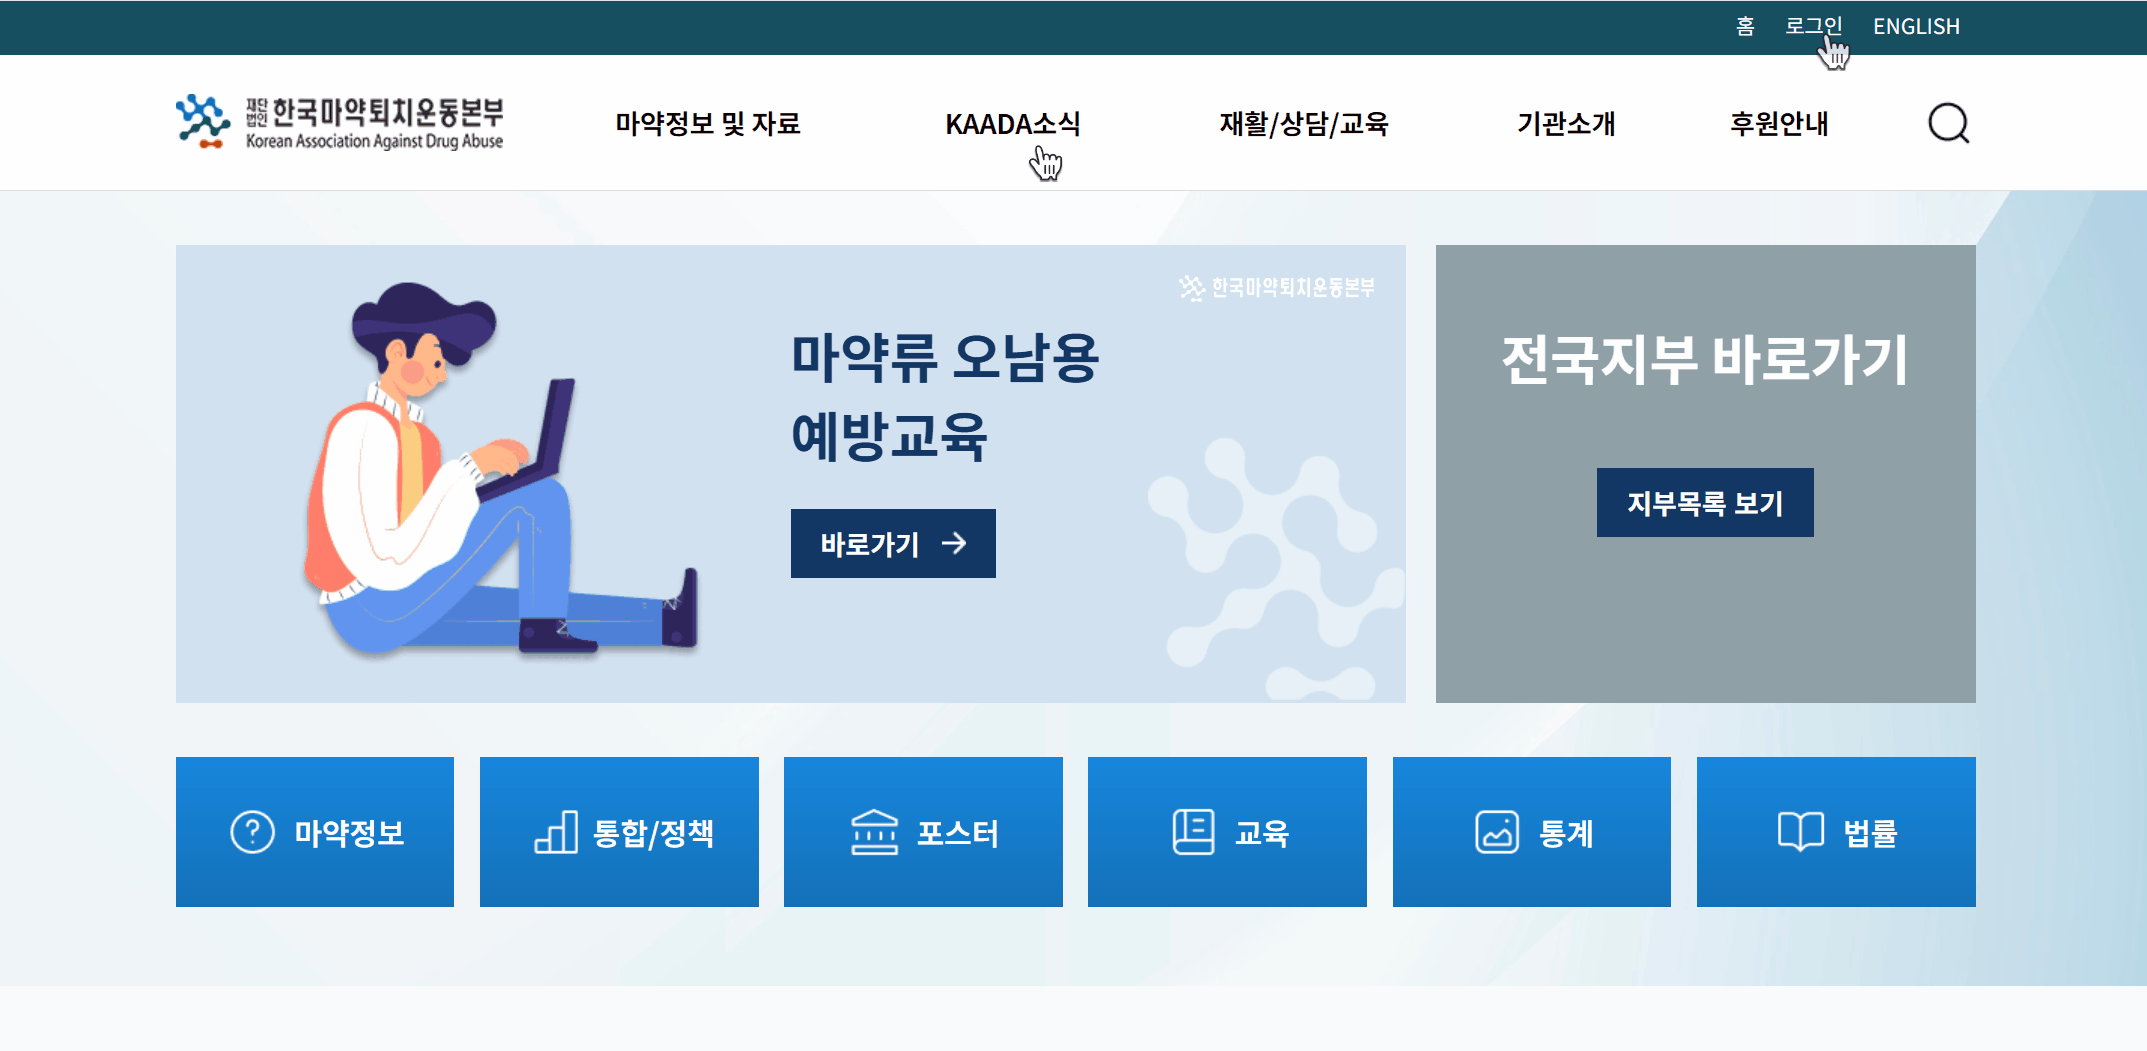 홈 로그인 ENGLISH
재단법인 한국마약퇴치운동본부
Korean Association Against Drug Abuse
마약정보 및 자료 KAADA소식 재활/상담/교육 기관소개 후원안내
한국마약퇴치운동본부
마약류 오남용
예방교육
바로가기
전국지부 바로가기
지부목록 보기
마약정보 통합/정책 포스터 교육 통계 법률